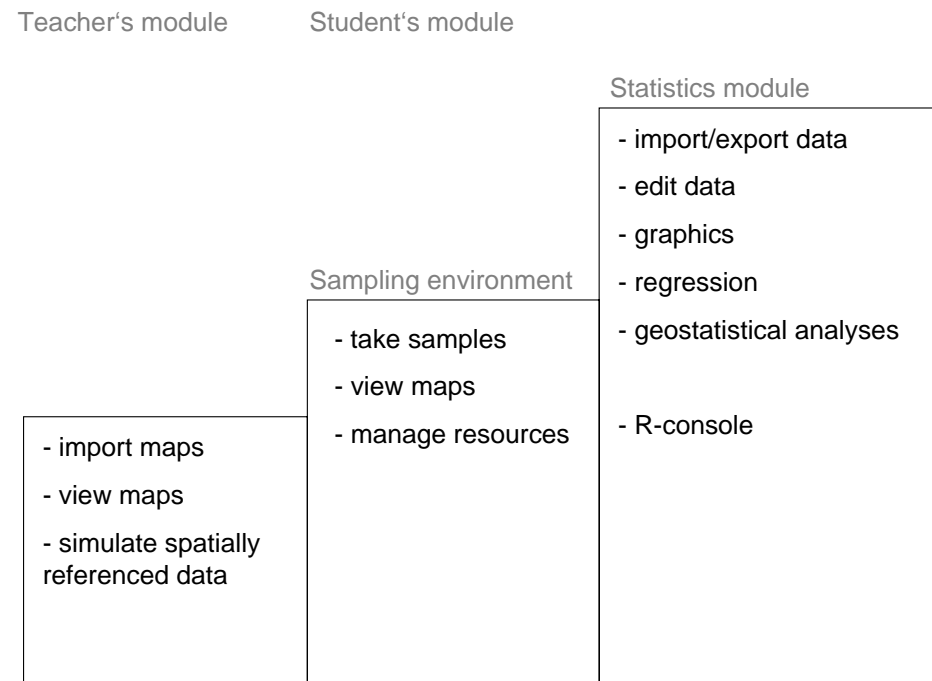 Teacher‘s module
Student‘s module
Statistics module
- import/export data
- edit data
- graphics
- regression
- geostatistical analyses
- R-console
Sampling environment
- take samples
- view maps
- manage resources
- import maps
- view maps
- simulate spatially
referenced data